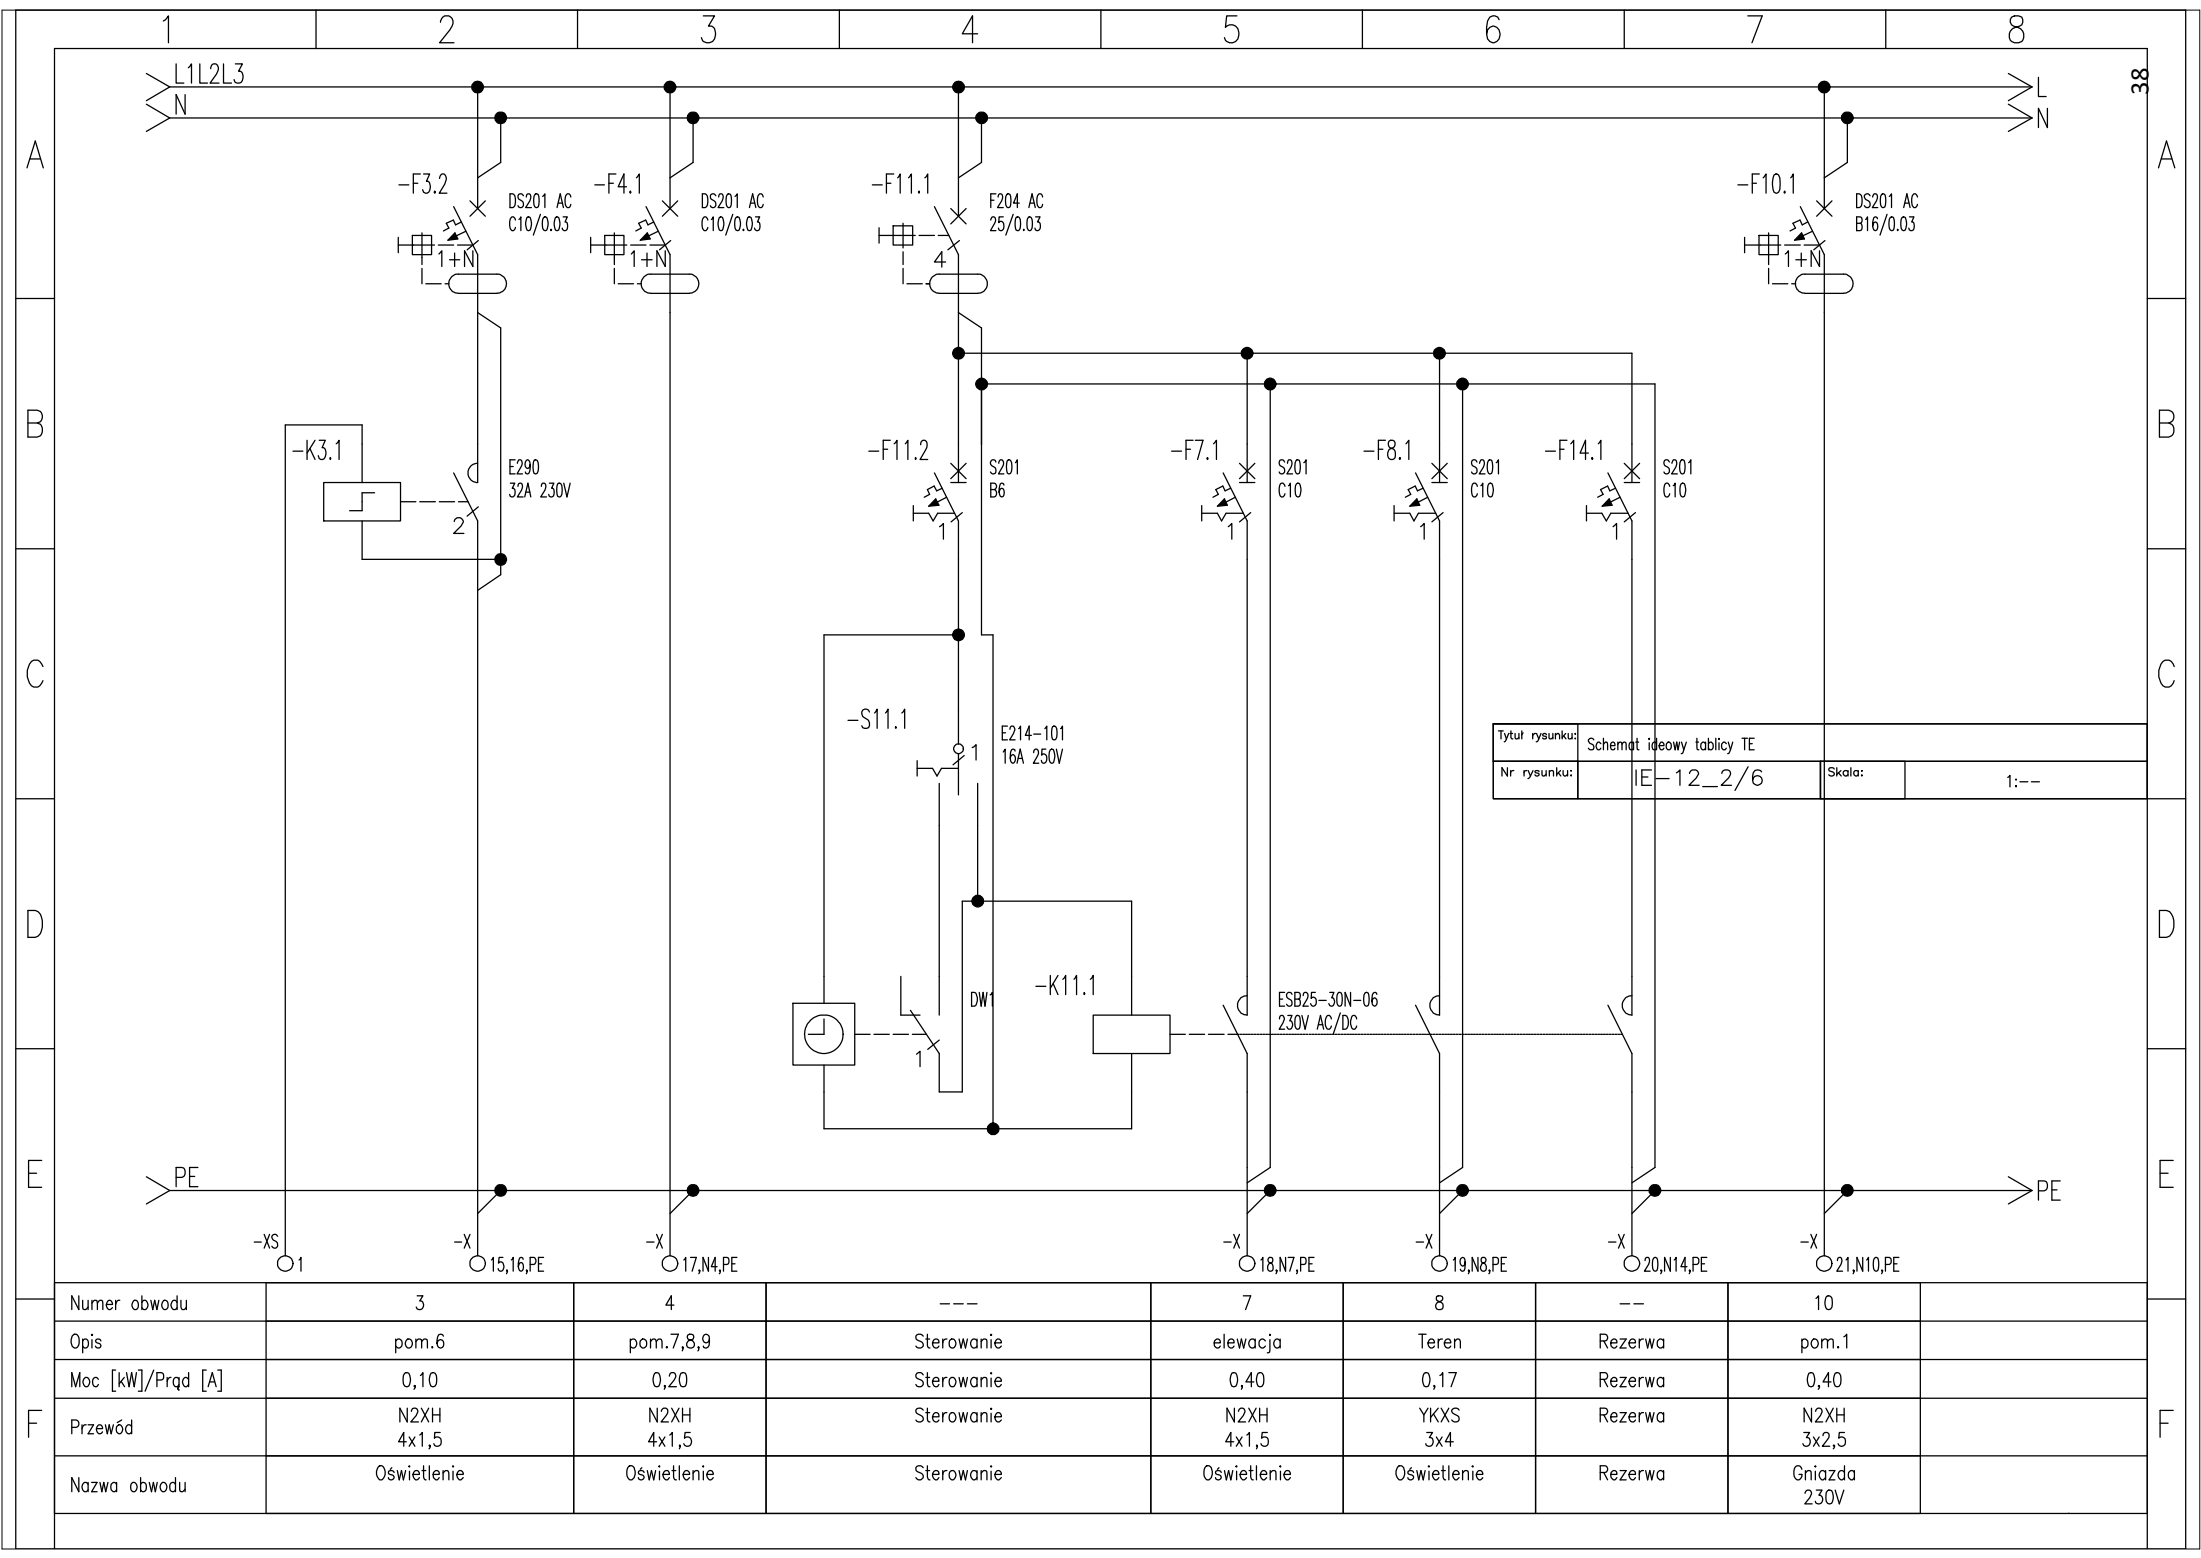 1 2 3 4 5 6 7 8
38
L1L2L3 L
N N
A A
-F3.2
DS201 AC
C10/0.03
1+N
-F4.1
DS201 AC
C10/0.03
1+N
-F11.1
F204 AC
25/0.03
4
-F10.1
DS201 AC
B16/0.03
1+N
B B
-K3.1
E290
32A 230V
2
-F11.2
S201
B6
1
-F7.1
S201
C10
1
-F8.1
S201
C10
1
-F14.1
S201
C10
1
C C
-S11.1
1
E214-101
16A 250V
Tytuł rysunku: Schemat ideowy tablicy TE
Nr rysunku: IE-12_2/6 Skala: 1:--
D D
DW1
1
-K11.1
ESB25-30N-06
230V AC/DC
E E
PE PE
-XS -X -X -X -X -X -X
1 15,16,PE 17,N4,PE 18,N7,PE 19,N8,PE 20,N14,PE 21,N10,PE
Numer obwodu 3 4 --- 7 8 -- 10
Opis pom.6 pom.7,8,9 Sterowanie elewacja Teren Rezerwa pom.1
Moc [kW]/Prąd [A] 0,10 0,20 Sterowanie 0,40 0,17 Rezerwa 0,40
F F
Przewód N2XH N2XH Sterowanie N2XH YKXS Rezerwa N2XH
4x1,5 4x1,5 4x1,5 3x4 3x2,5
Nazwa obwodu Oświetlenie Oświetlenie Sterowanie Oświetlenie Oświetlenie Rezerwa Gniazda
230V